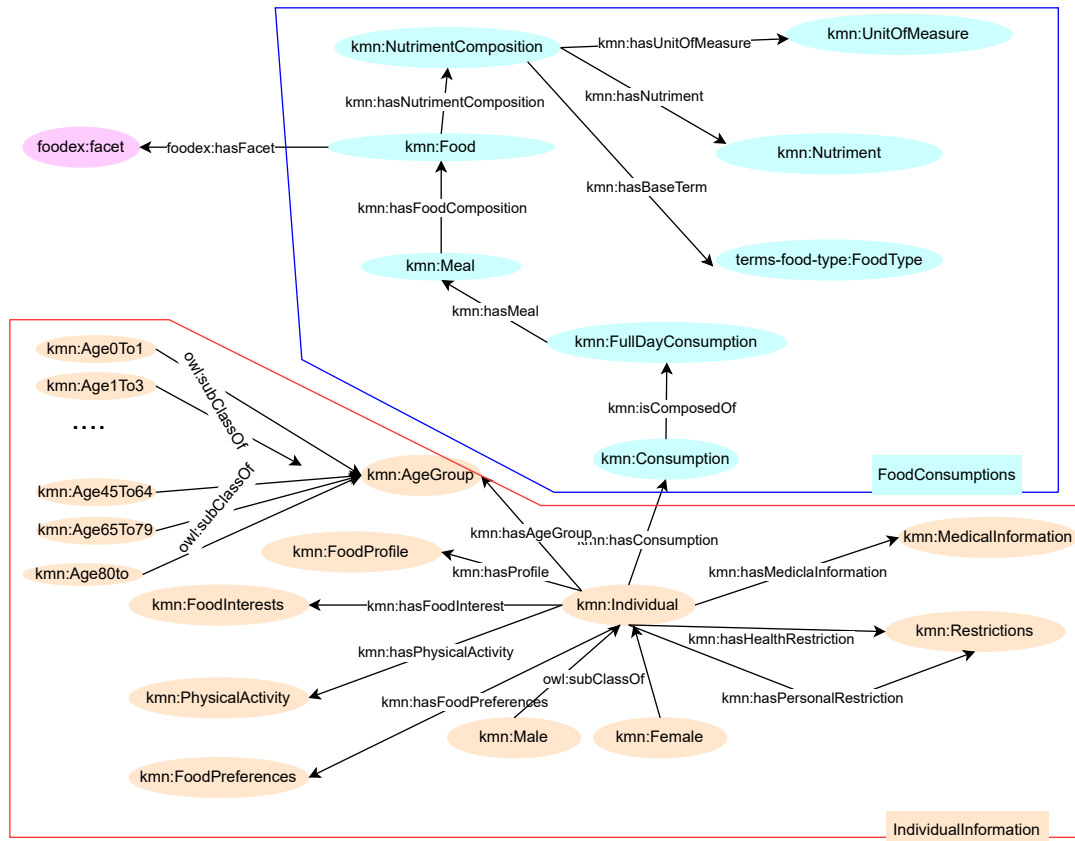 kmn:UnitOfMeasure
kmn:NutrimentComposition
kmn:hasUnitOfMeasure
kmn:hasNutriment
kmn:hasNutrimentComposition
foodex:facet
foodex:hasFacet
kmn:Food
kmn:Nutriment
kmn:hasBaseTerm
kmn:hasFoodComposition
kmn:Meal
terms-food-type:FoodType
kmn:hasMeal
kmn:FullDayConsumption
kmn:Age0To1
kmn:Age1To3
owl:subClassOf
....
kmn:isComposedOf
kmn:Consumption
FoodConsumptions
kmn:AgeGroup
kmn:Age45To64
kmn:Age65To79
owl:subClassOf
kmn:Age80to
kmn:hasAgeGroup
kmn:hasConsumption
kmn:MedicalInformation
kmn:FoodProfile
kmn:hasProfile
kmn:hasMediclaInformation
kmn:FoodInterests
kmn:hasFoodInterest
kmn:Individual
kmn:hasHealthRestriction
kmn:Restrictions
kmn:hasPhysicalActivity
owl:subClassOf
kmn:PhysicalActivity
kmn:hasFoodPreferences
kmn:hasPersonalRestriction
kmn:Male
kmn:Female
kmn:FoodPreferences
IndividualInformation